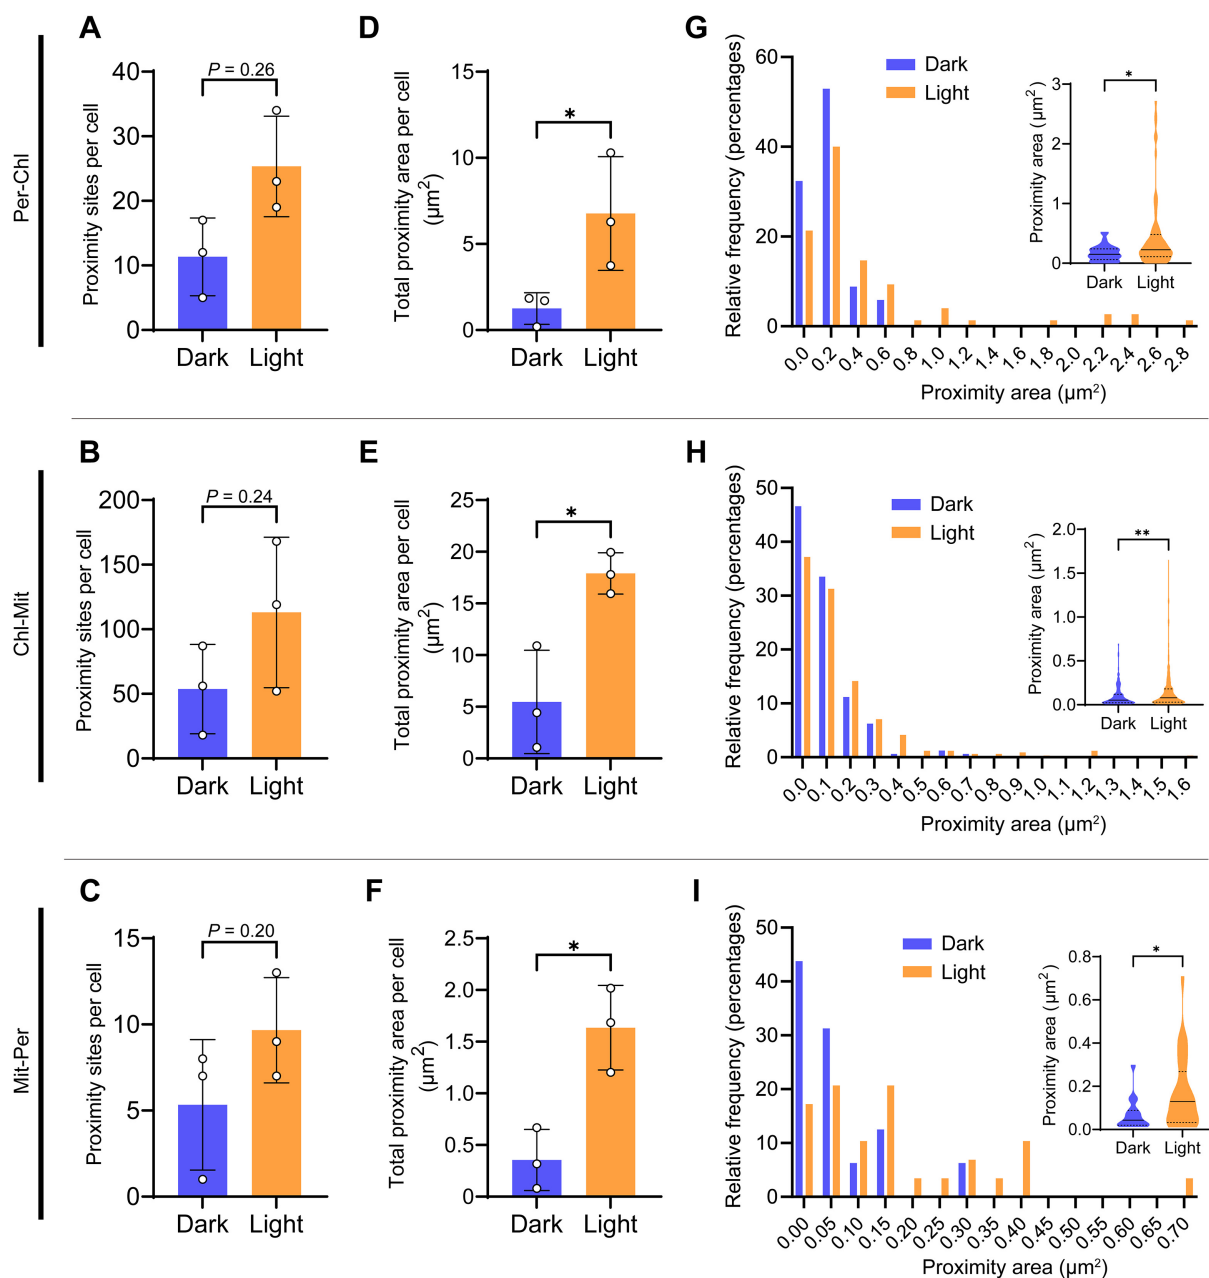 Per-Chl
A
Proximity sites per cell
40
30
20
10
0
P = 0.26
Dark Light
D
Total proximity area per cell
(µm2)
15
10
5
0
*
Dark Light
G
Relative frequency (percentages)
60
40
20
0
Dark
Light
0.0 0.2 0.4 0.6 0.8 1.0 1.2 1.4 1.6 1.8 2.0 2.2 2.4 2.6 2.8
Proximity area (µm2)
Proximity area (µm2)
3
2
1
0
*
Dark Light
Chl-Mit
B
Proximity sites per cell
200
150
100
50
0
P = 0.24
Dark Light
E
Total proximity area per cell
(µm2)
25
20
15
10
5
0
*
Dark Light
H
Relative frequency (percentages)
50
40
30
20
10
0
Dark
Light
0.0 0.1 0.2 0.3 0.4 0.5 0.6 0.7 0.8 0.9 1.0 1.1 1.2 1.3 1.4 1.5 1.6
Proximity area (µm2)
Proximity area (µm2)
2.0
1.5
1.0
0.5
0.0
**
Dark Light
Mit-Per
C
Proximity sites per cell
15
10
5
0
P = 0.20
Dark Light
F
Total proximity area per cell
(µm2)
2.5
2.0
1.5
1.0
0.5
0
*
Dark Light
I
Relative frequency (percentages)
50
40
30
20
10
0
Dark
Light
0.00 0.05 0.10 0.15 0.20 0.25 0.30 0.35 0.40 0.45 0.50 0.55 0.60 0.65 0.70
Proximity area (µm2)
Proximity area (µm2)
0.8
0.6
0.4
0.2
0.0
*
Dark Light